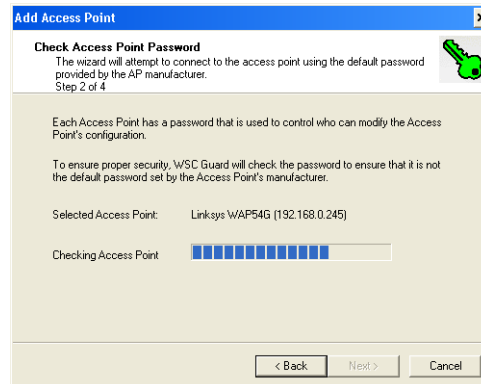 Add Access Point
Check Access Point Password
The wizard will attempt to connect to the access point using the default password
provided by the AP manufacturer.
Step 2 of 4
Each Access Point has a password that is used to control who can modify the Access
Point's configuration.
To ensure proper security, WSC Guard will check the password to ensure that it is not
the default password set by the Access Point's manufacturer.
Selected Access Point: Linksys WAP54G (192.168.0.245)
Checking Access Point
< Back Next > Cancel